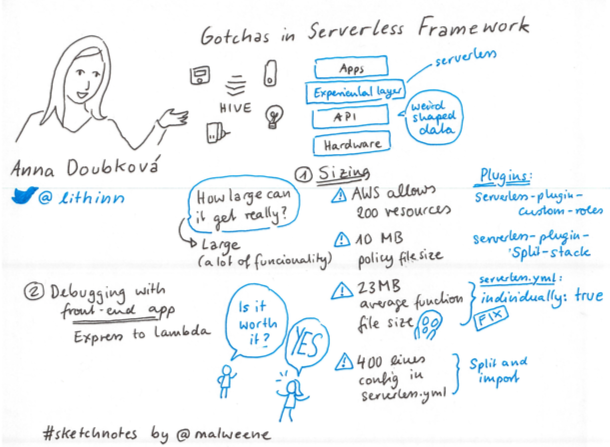 Gotchas in Serverless Framework
HIVE
Apps
Experiential layer
API
Hardware
serverless
weird
shaped
data
Anna Doubková
@lithinn
① Sizing
How large can
it get really?
Large
(a lot of funcionality)
AWS allows
200 resources
10 MB
policy file size
23MB
average function
file size
400 lines
config in
serverless.yml
Plugins:
serverless-plugin-
custom-roles
serverless-plugin-
split-stack
serverless.yml:
individually: true
FIX
Split and
import
② Debugging with
front-end app
Express to Lambda
Is it
worth
it?
YES
#sketchnotes by @malweene